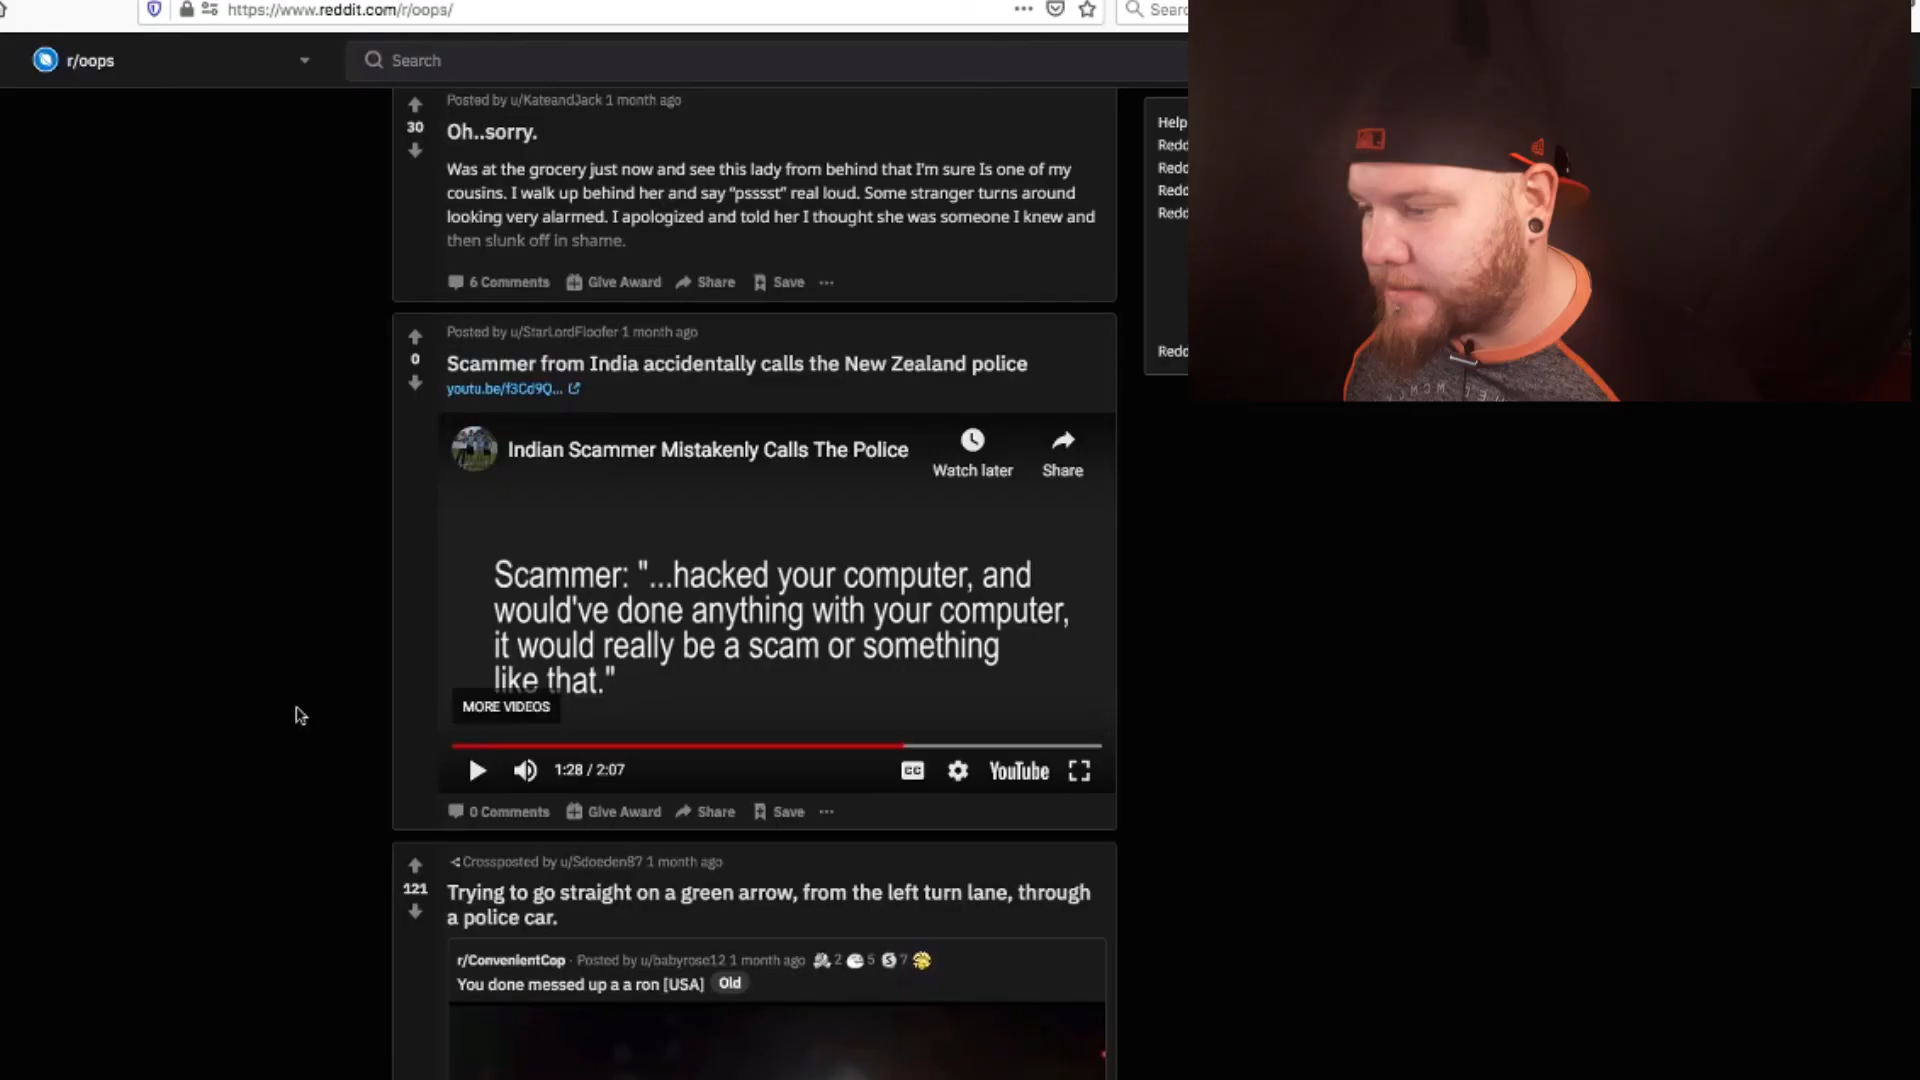 https://www.reddit.com/r/oops/
r/oops
Search
Posted by u/KateandJack 1 month ago
30
Oh..sorry.
Was at the grocery just now and see this lady from behind that I'm sure Is one of my
cousins. I walk up behind her and say "psssst" real loud. Some stranger turns around
looking very alarmed. I apologized and told her I thought she was someone I knew and
then slunk off in shame.
6 Comments Give Award Share Save
Help
Redd
Redd
Redd
Redd
Redd
Posted by u/StarLordFloofer 1 month ago
0
Scammer from India accidentally calls the New Zealand police
youtu.be/f3Cd9Q...
Indian Scammer Mistakenly Calls The Police
Watch later
Share
Scammer: "...hacked your computer, and
would've done anything with your computer,
it would really be a scam or something
like that."
MORE VIDEOS
1:28 / 2:07
CC
YouTube
0 Comments Give Award Share Save
Crossposted by u/Sdoeden87 1 month ago
121
Trying to go straight on a green arrow, from the left turn lane, through
a police car.
r/ConvenientCop · Posted by u/babyrose12 1 month ago 2 5 S 7
You done messed up a a ron [USA] Old